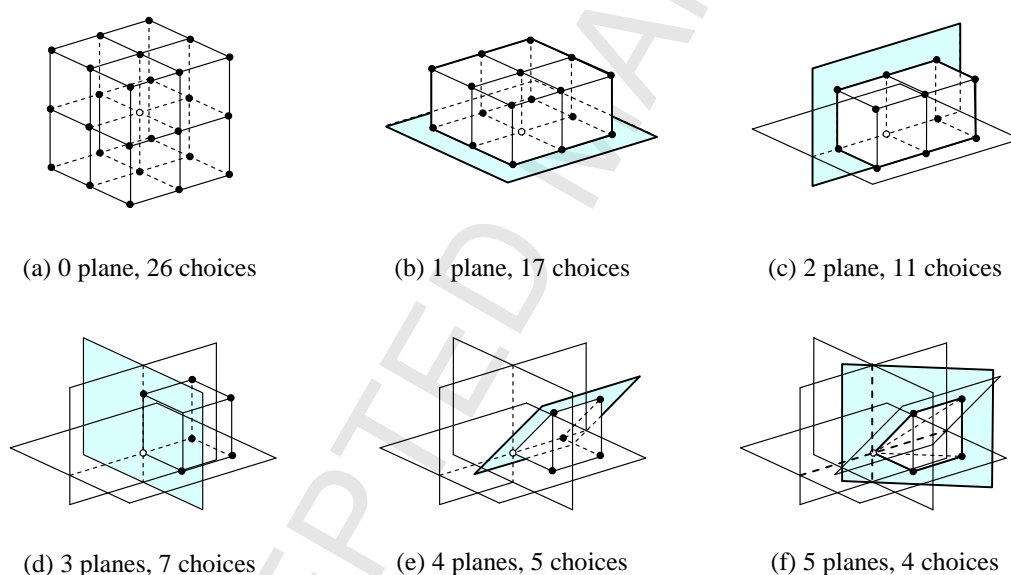 (a) 0 plane, 26 choices
(b) 1 plane, 17 choices
(c) 2 plane, 11 choices
(d) 3 planes, 7 choices
(e) 4 planes, 5 choices
(f) 5 planes, 4 choices